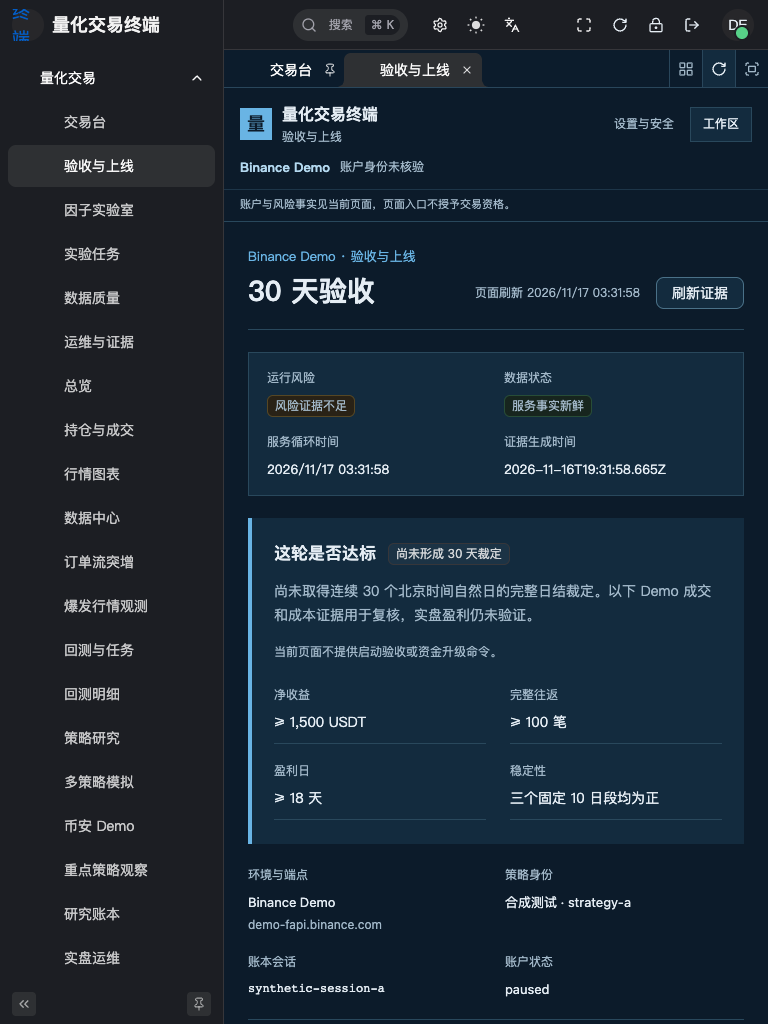 终端
量化交易终端
搜索 ⌘ K
DE
量化交易
交易台
验收与上线
因子实验室
实验任务
数据质量
运维与证据
总览
持仓与成交
行情图表
数据中心
订单流突增
爆发行情观测
回测与任务
回测明细
策略研究
多策略模拟
币安 Demo
重点策略观察
研究账本
实盘运维
交易台
验收与上线 ×
量
量化交易终端
验收与上线
设置与安全
工作区
Binance Demo 账户身份未核验
账户与风险事实见当前页面，页面入口不授予交易资格。
Binance Demo · 验收与上线
30 天验收
页面刷新 2026/11/17 03:31:58
刷新证据
运行风险
风险证据不足
数据状态
服务事实新鲜
服务循环时间
2026/11/17 03:31:58
证据生成时间
2026-11-16T19:31:58.665Z
这轮是否达标 尚未形成 30 天裁定
尚未取得连续 30 个北京时间自然日的完整日结裁定。以下 Demo 成交
和成本证据用于复核，实盘盈利仍未验证。
当前页面不提供启动验收或资金升级命令。
净收益
≥ 1,500 USDT
完整往返
≥ 100 笔
盈利日
≥ 18 天
稳定性
三个固定 10 日段均为正
环境与端点
Binance Demo
demo-fapi.binance.com
策略身份
合成测试 · strategy-a
账本会话
synthetic-session-a
账户状态
paused